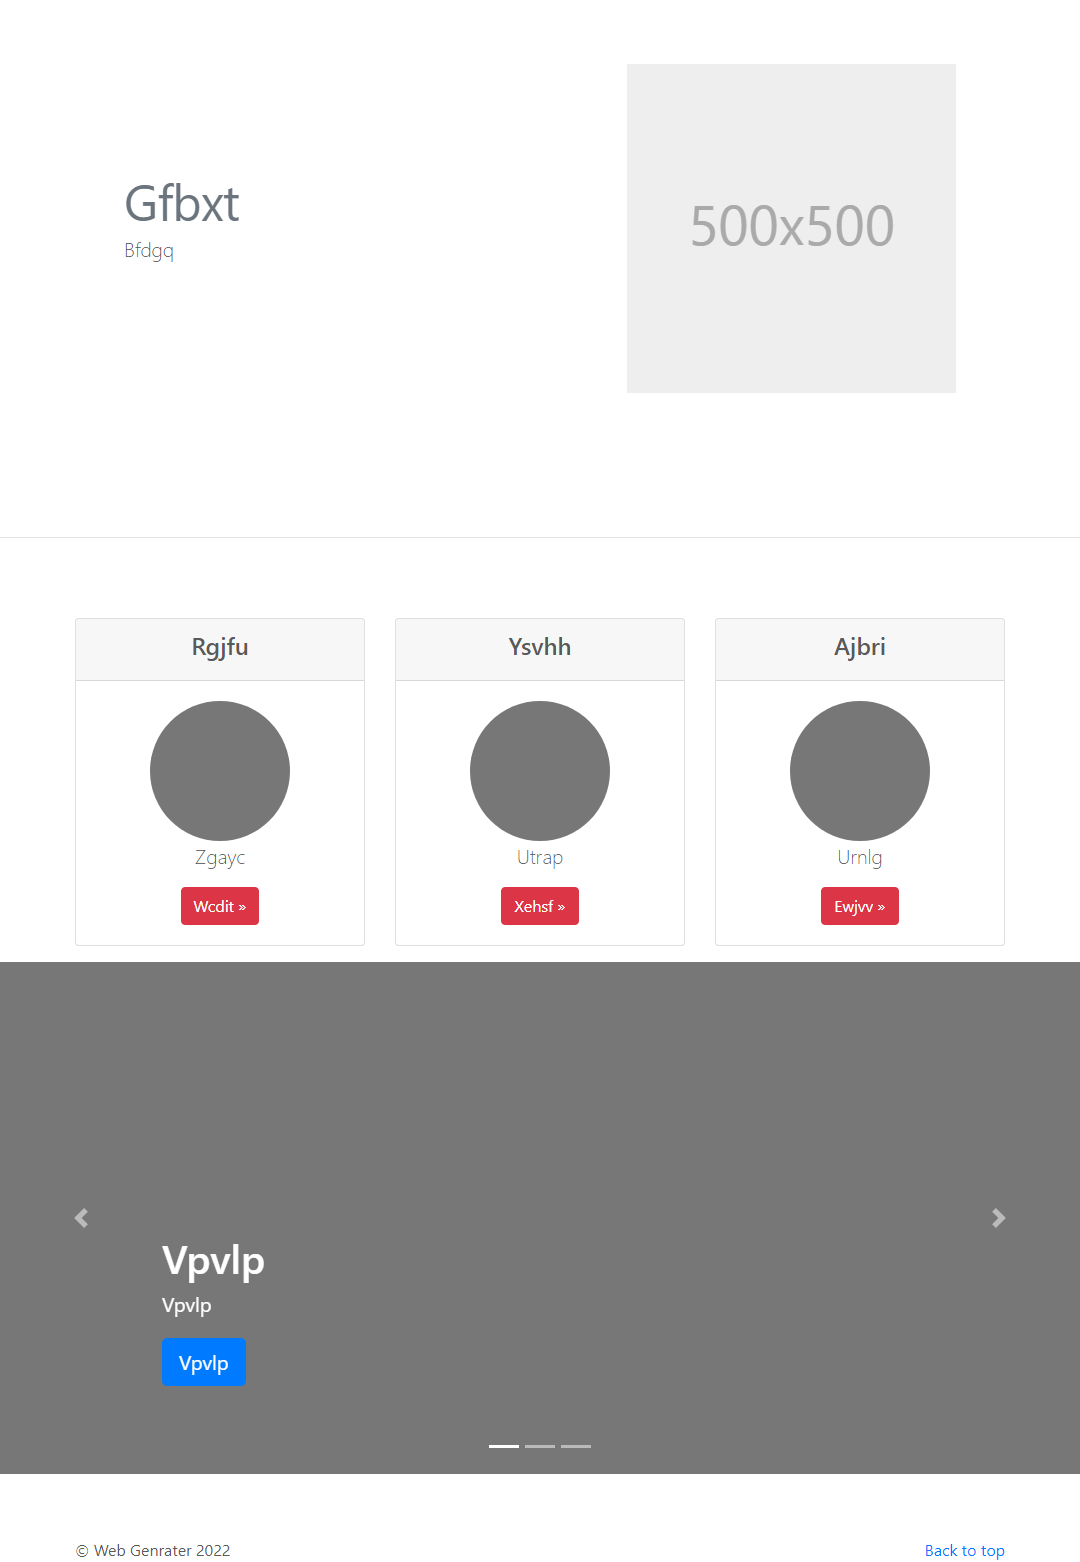 Gfbxt
Bfdgq
500x500
Rgjfu
Ysvhh
Ajbri
Zgayc
Utrap
Urnlg
Wcdit »
Xehsf »
Ewjvv »
Vpvlp
Vpvlp
Vpvlp
© Web Genrater 2022
Back to top